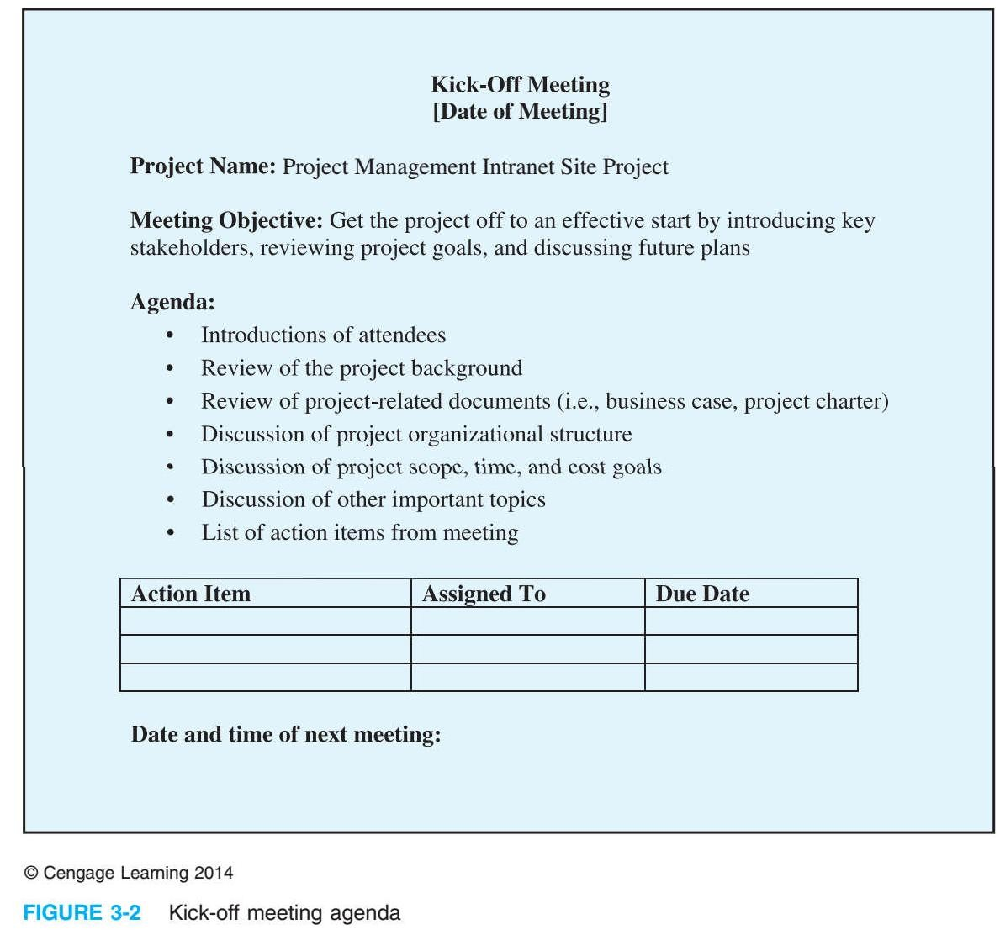 Kick-Off Meeting
[Date of Meeting]
Project Name: Project Management Intranet Site Project
Meeting Objective: Get the project off to an effective start by introducing key
stakeholders, reviewing project goals, and discussing future plans
Agenda:
• Introductions of attendees
• Review of the project background
• Review of project-related documents (i.e., business case, project charter)
• Discussion of project organizational structure
• Discussion of project scope, time, and cost goals
• Discussion of other important topics
• List of action items from meeting
Action Item Assigned To Due Date
Date and time of next meeting:
© Cengage Learning 2014
FIGURE 3-2 Kick-off meeting agenda